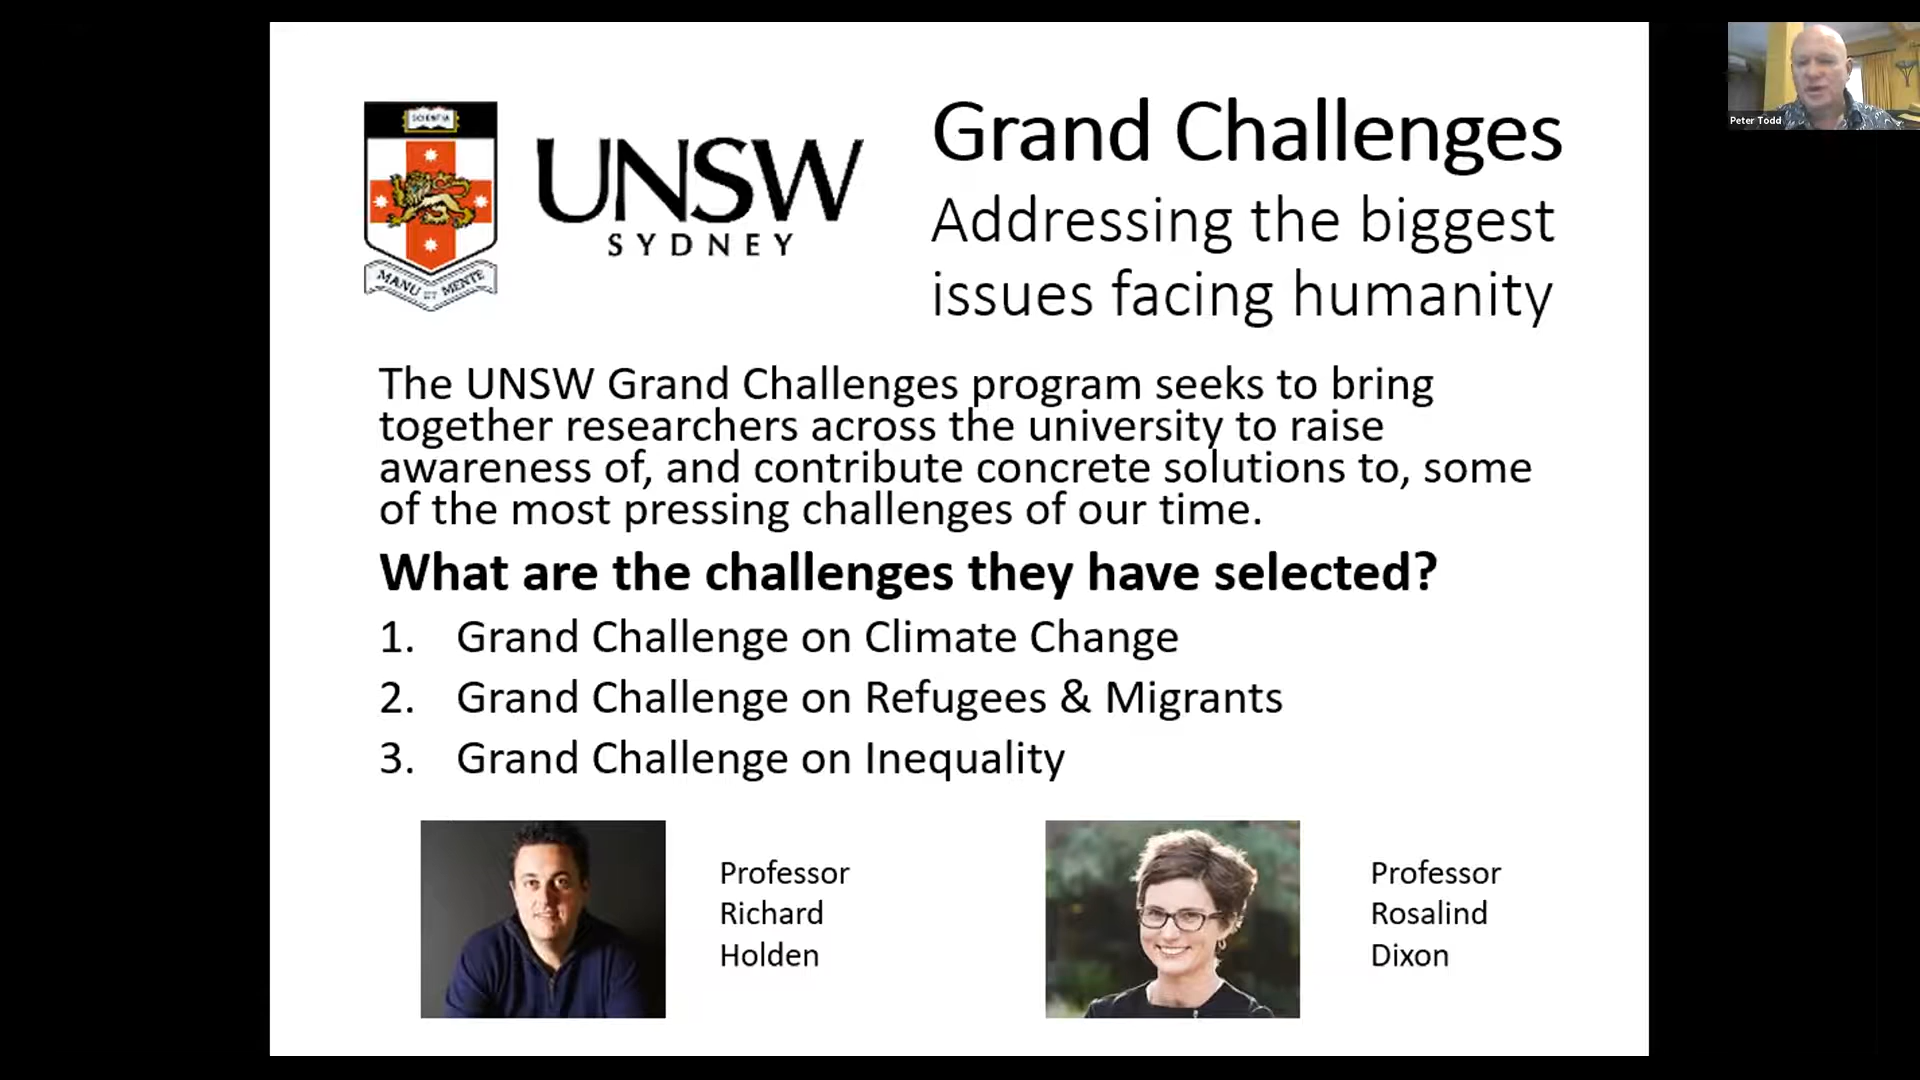 SCIENTIA
MANU ET MENTE
UNSW
SYDNEY
Grand Challenges
Addressing the biggest
issues facing humanity
The UNSW Grand Challenges program seeks to bring
together researchers across the university to raise
awareness of, and contribute concrete solutions to, some
of the most pressing challenges of our time.
What are the challenges they have selected?
1. Grand Challenge on Climate Change
2. Grand Challenge on Refugees & Migrants
3. Grand Challenge on Inequality
Professor
Richard
Holden
Professor
Rosalind
Dixon
Peter Todd